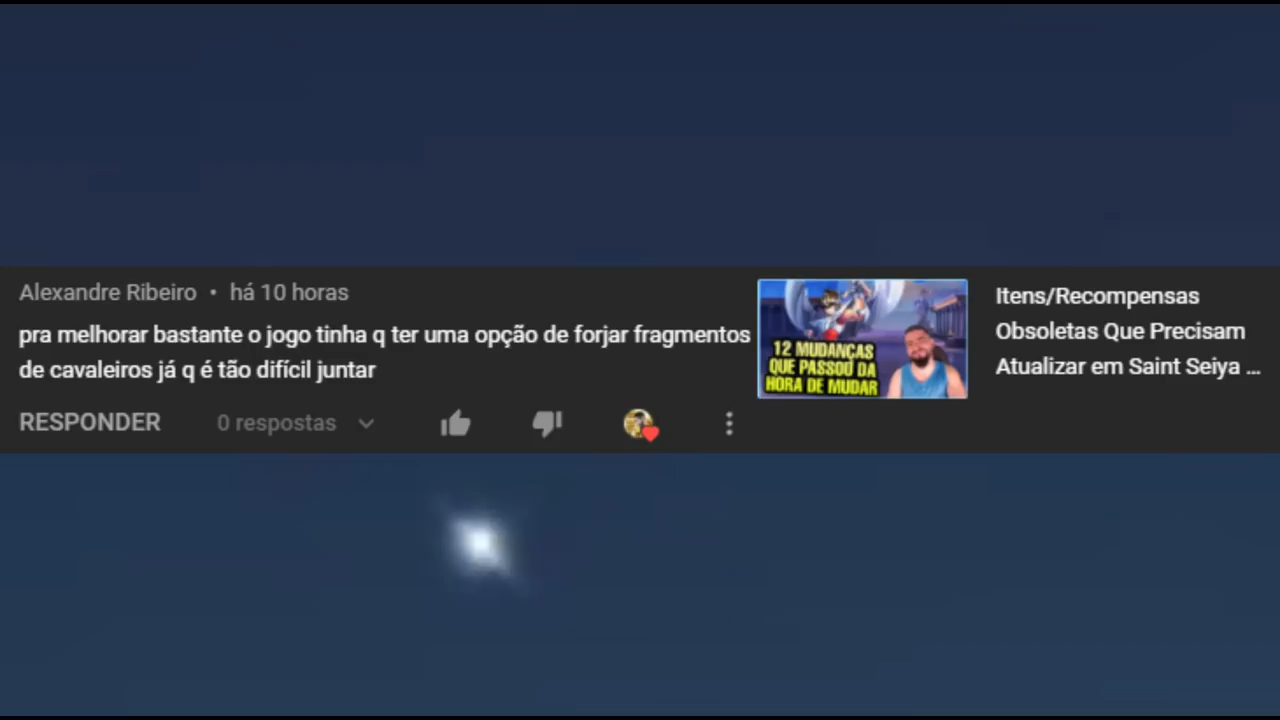 Alexandre Ribeiro • há 10 horas
pra melhorar bastante o jogo tinha q ter uma opção de forjar fragmentos
de cavaleiros já q é tão difícil juntar
RESPONDER 0 respostas
12 MUDANÇAS
QUE PASSOU DA
HORA DE MUDAR
Itens/Recompensas
Obsoletas Que Precisam
Atualizar em Saint Seiya ...